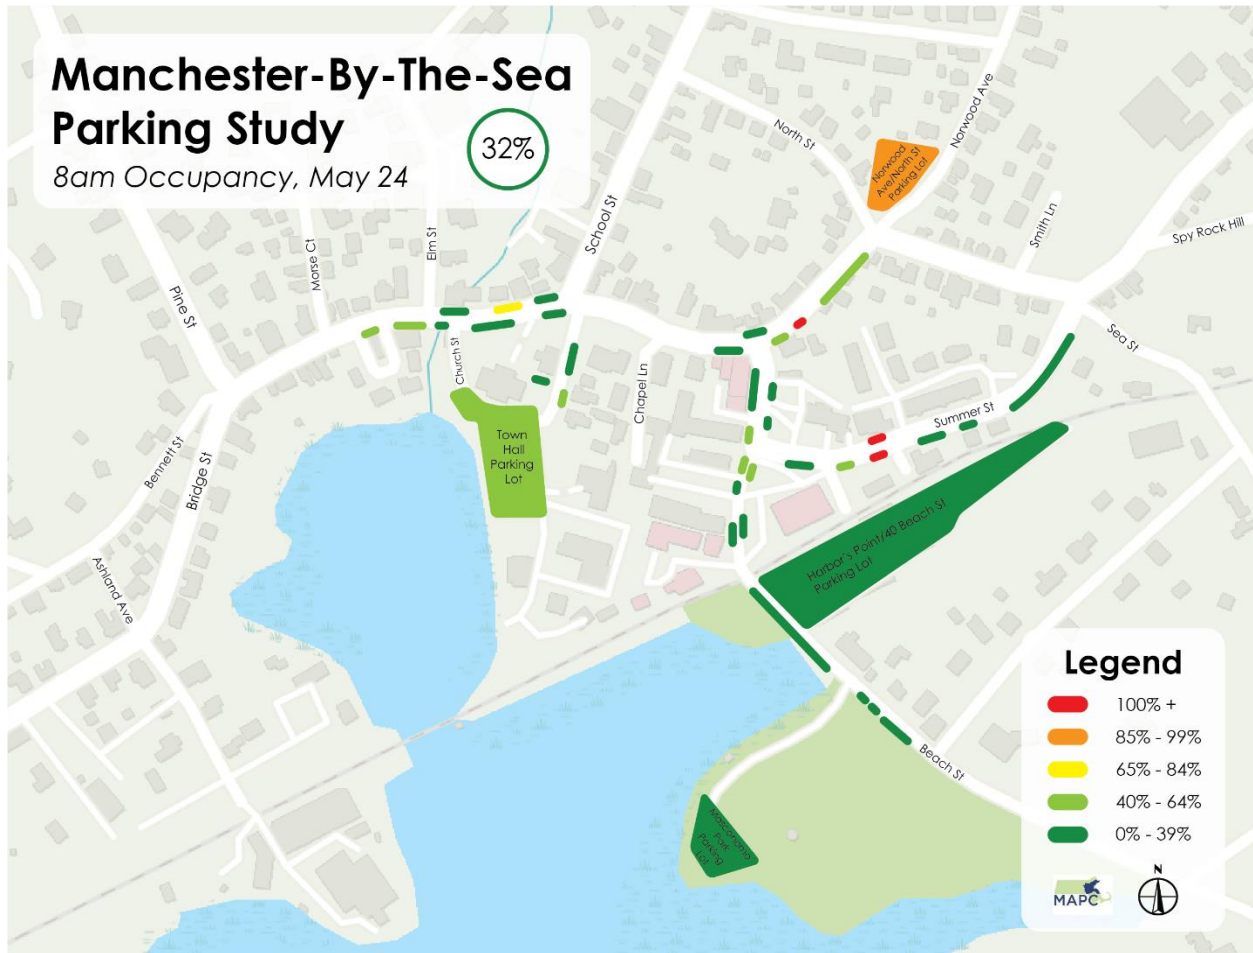 Manchester-By-The-Sea
Parking Study
8am Occupancy, May 24
32%
North St
Norwood Ave
Norwood
Ave/North St
Parking Lot
School St
Smith Ln
Spy Rock Hill
Elm St
Morse Ct
Pine St
Sea St
Church St
Chapel Ln
Summer St
Town
Hall
Parking
Lot
Bennett St
Bridge St
Harbor's Point/40 Beach St
Parking Lot
Ashland Ave
Beach St
Masconomo
Park
Parking
Lot
Legend
100% +
85% - 99%
65% - 84%
40% - 64%
0% - 39%
MAPC
N